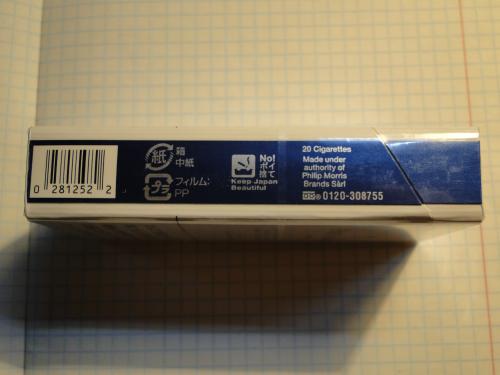 0 281252 2
紙
箱
中紙
プラ
フィルム:
PP
No!
ポイ
捨て
Keep Japan
Beautiful
20 Cigarettes
Made under
authority of
Philip Morris
Brands Sàrl
0120-308755